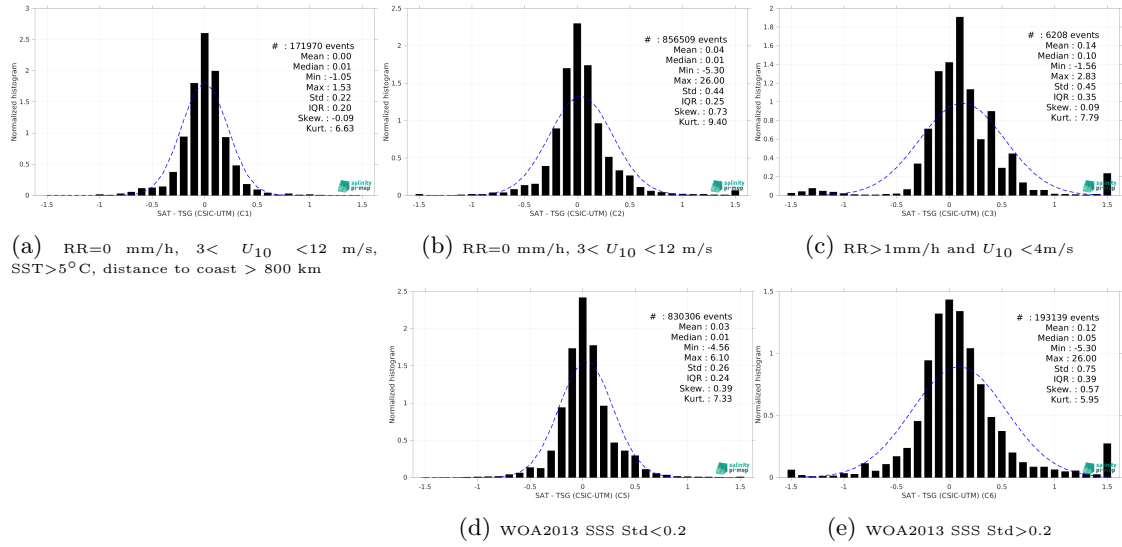 # : 171970 events
Mean : 0.00
Median : 0.01
Min : -1.05
Max : 1.53
Std : 0.22
IQR : 0.20
Skew. : -0.09
Kurt. : 6.63
Normalized histogram
3
2.5
2
1.5
1
0.5
0
-1.5 -1 -0.5 0 0.5 1 1.5
SAT - TSG (CSIC-UTM) (C1)
salinity
pi-mep
(a) RR=0 mm/h, 3< U10 <12 m/s,
SST>5°C, distance to coast > 800 km
# : 856509 events
Mean : 0.04
Median : 0.01
Min : -5.30
Max : 26.00
Std : 0.44
IQR : 0.25
Skew. : 0.73
Kurt. : 9.40
Normalized histogram
2.5
2
1.5
1
0.5
0
-1.5 -1 -0.5 0 0.5 1 1.5
SAT - TSG (CSIC-UTM) (C2)
salinity
pi-mep
(b) RR=0 mm/h, 3< U10 <12 m/s
# : 6208 events
Mean : 0.14
Median : 0.10
Min : -1.56
Max : 2.83
Std : 0.45
IQR : 0.35
Skew. : 0.09
Kurt. : 7.79
Normalized histogram
2
1.8
1.6
1.4
1.2
1
0.8
0.6
0.4
0.2
0
-1.5 -1 -0.5 0 0.5 1 1.5
SAT - TSG (CSIC-UTM) (C3)
salinity
pi-mep
(c) RR>1mm/h and U10 <4m/s
# : 830306 events
Mean : 0.03
Median : 0.01
Min : -4.56
Max : 6.10
Std : 0.26
IQR : 0.24
Skew. : 0.39
Kurt. : 7.33
Normalized histogram
2.5
2
1.5
1
0.5
0
-1.5 -1 -0.5 0 0.5 1 1.5
SAT - TSG (CSIC-UTM) (C5)
salinity
pi-mep
(d) WOA2013 SSS Std<0.2
# : 193139 events
Mean : 0.12
Median : 0.05
Min : -5.30
Max : 26.00
Std : 0.75
IQR : 0.39
Skew. : 0.57
Kurt. : 5.95
Normalized histogram
1.5
1
0.5
0
-1.5 -1 -0.5 0 0.5 1 1.5
SAT - TSG (CSIC-UTM) (C6)
salinity
pi-mep
(e) WOA2013 SSS Std>0.2